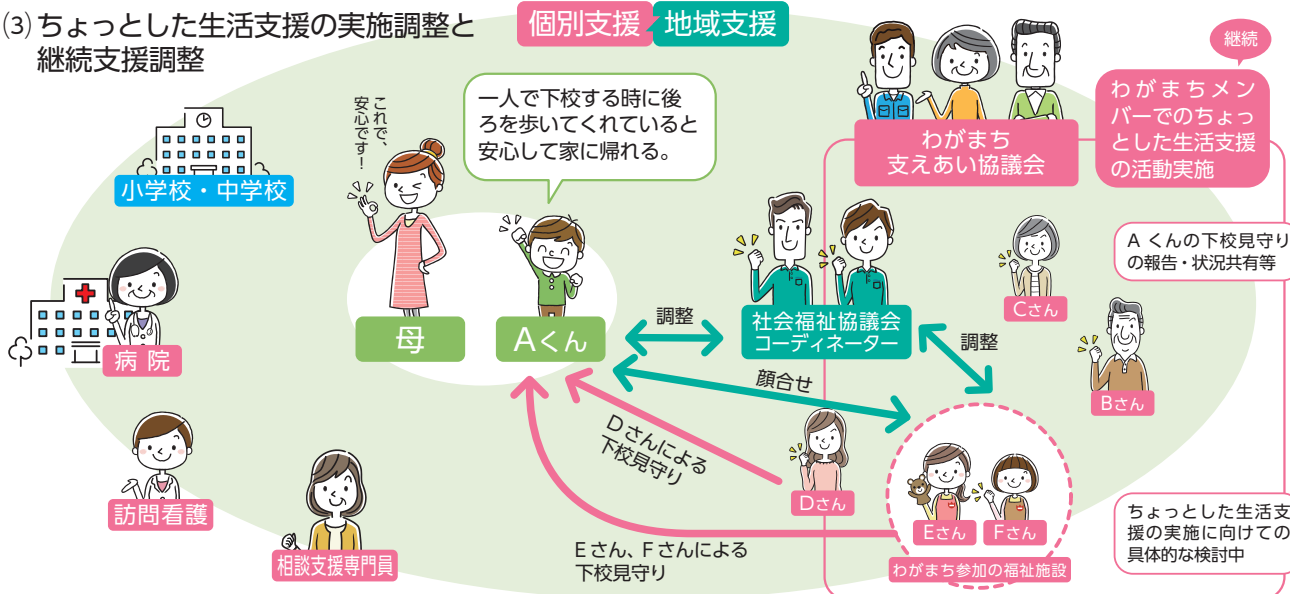 (3) ちょっとした生活支援の実施調整と
継続支援調整
個別支援 地域支援
継続
わがまちメン
バーでのちょっ
とした生活支援
の活動実施
わがまち
支えあい協議会
これで、
安心です！
一人で下校する時に後
ろを歩いてくれていると
安心して家に帰れる。
小学校・中学校
病 院
訪問看護
相談支援専門員
母
Aくん
調整
社会福祉協議会
コーディネーター
調整
顔合せ
Cさん
Bさん
A くんの下校見守り
の報告・状況共有等
Dさんによる
下校見守り
Dさん
Eさん
Fさん
わがまち参加の福祉施設
Eさん、Fさんによる
下校見守り
ちょっとした生活支
援の実施に向けての
具体的な検討中